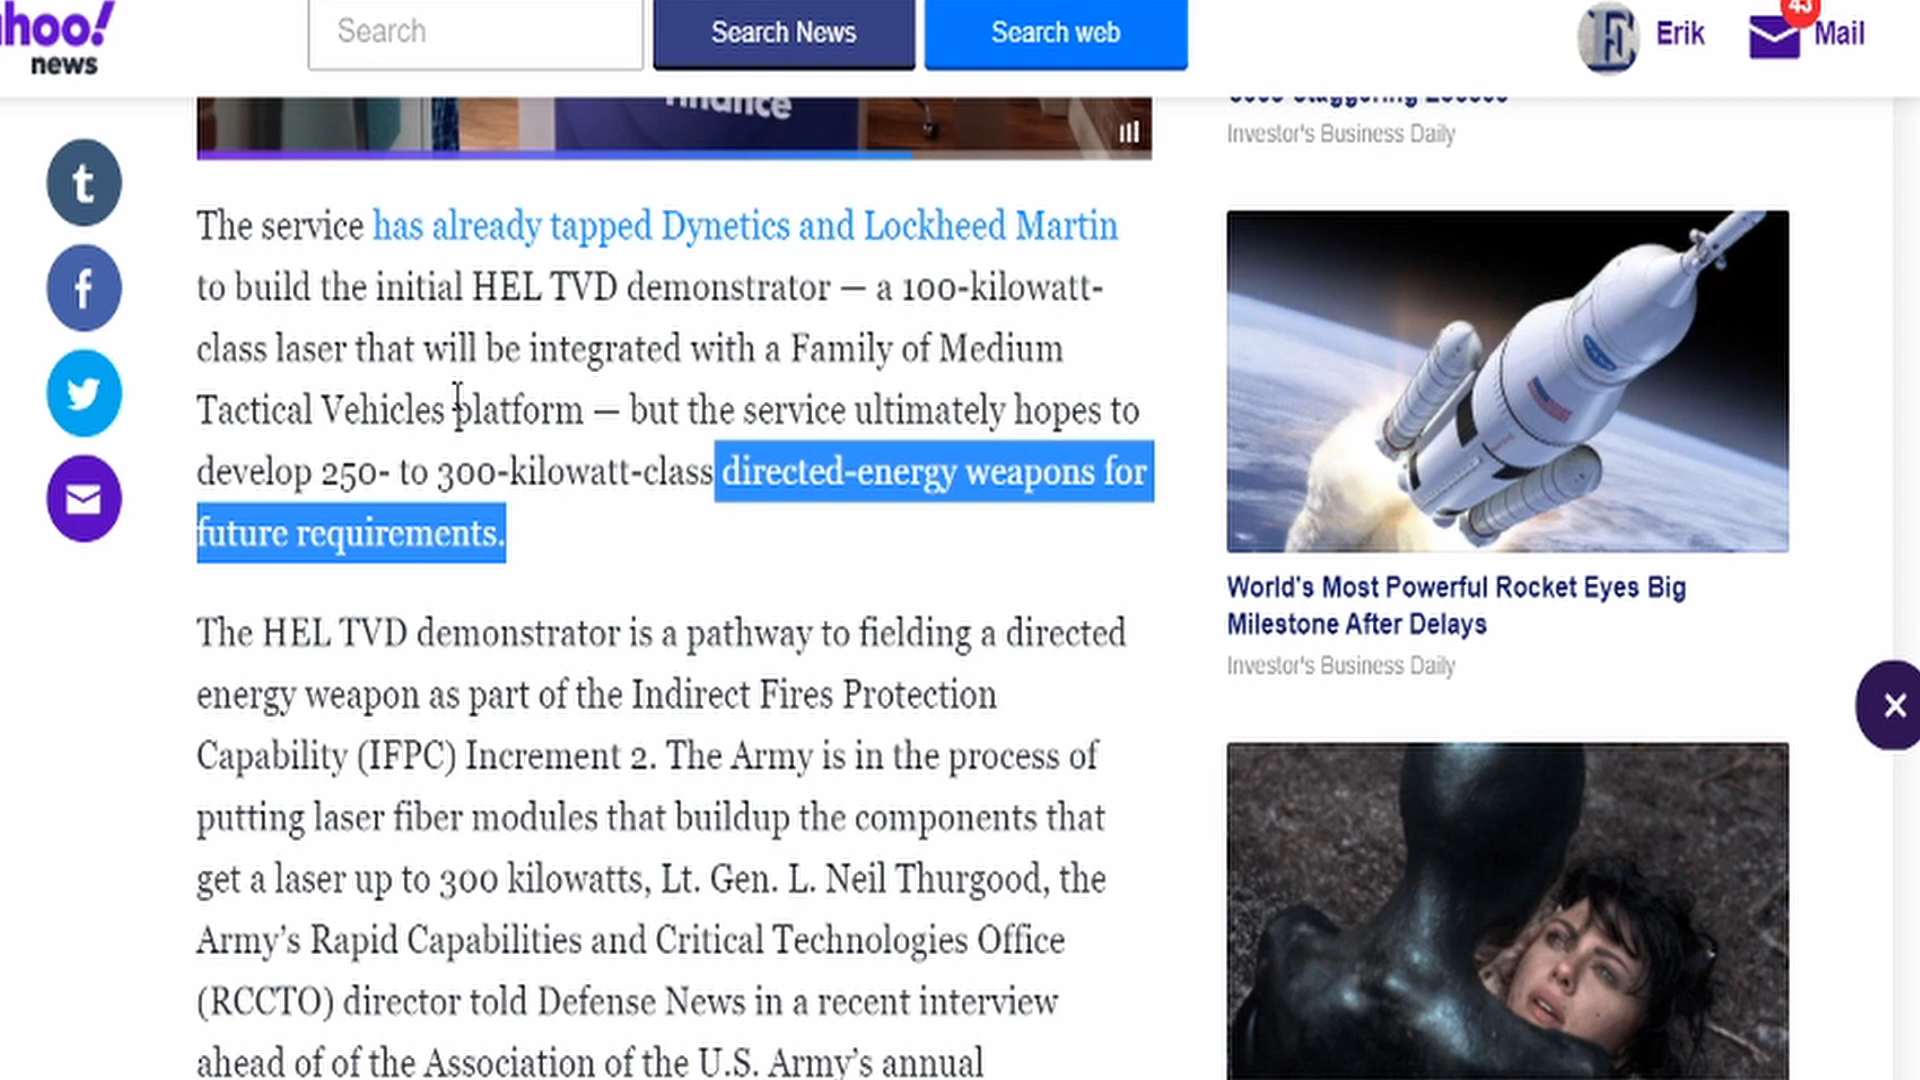 hoo!
news
Search
Search News
Search web
Erik
43
Mail
finance
Investor's Business Daily
t
f
The service has already tapped Dynetics and Lockheed Martin
to build the initial HEL TVD demonstrator — a 100-kilowatt-
class laser that will be integrated with a Family of Medium
Tactical Vehicles platform — but the service ultimately hopes to
develop 250- to 300-kilowatt-class directed-energy weapons for
future requirements.
The HEL TVD demonstrator is a pathway to fielding a directed
energy weapon as part of the Indirect Fires Protection
Capability (IFPC) Increment 2. The Army is in the process of
putting laser fiber modules that buildup the components that
get a laser up to 300 kilowatts, Lt. Gen. L. Neil Thurgood, the
Army's Rapid Capabilities and Critical Technologies Office
(RCCTO) director told Defense News in a recent interview
ahead of of the Association of the U.S. Army's annual
World's Most Powerful Rocket Eyes Big
Milestone After Delays
Investor's Business Daily